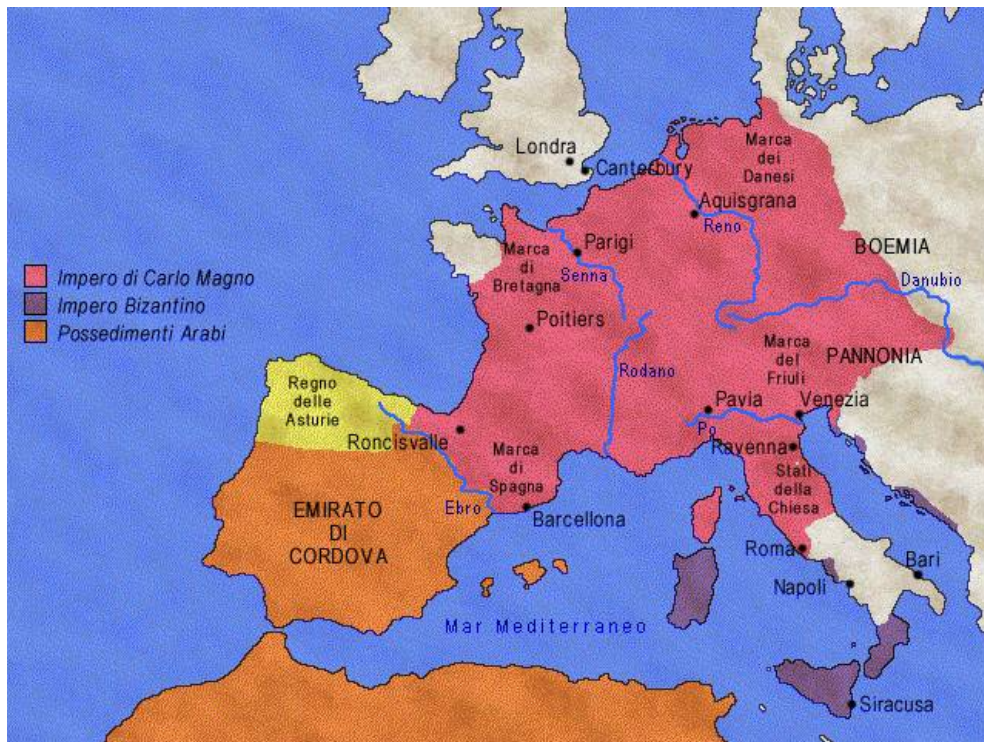 Londra
Canterbury
Marca
dei
Danesi
Aquisgrana
Reno
BOEMIA
Danubio
Parigi
Senna
Marca
di
Bretagna
Impero di Carlo Magno
Impero Bizantino
Possedimenti Arabi
Poitiers
Rodano
Marca
del
Friuli
PANNONIA
Pavia
Venezia
Po
Ravenna
Stati
della
Chiesa
Regno
delle
Asturie
Roncisvalle
Marca
di
Spagna
Ebro
Barcellona
EMIRATO
DI
CORDOVA
Roma
Napoli
Bari
Mar Mediterraneo
Siracusa